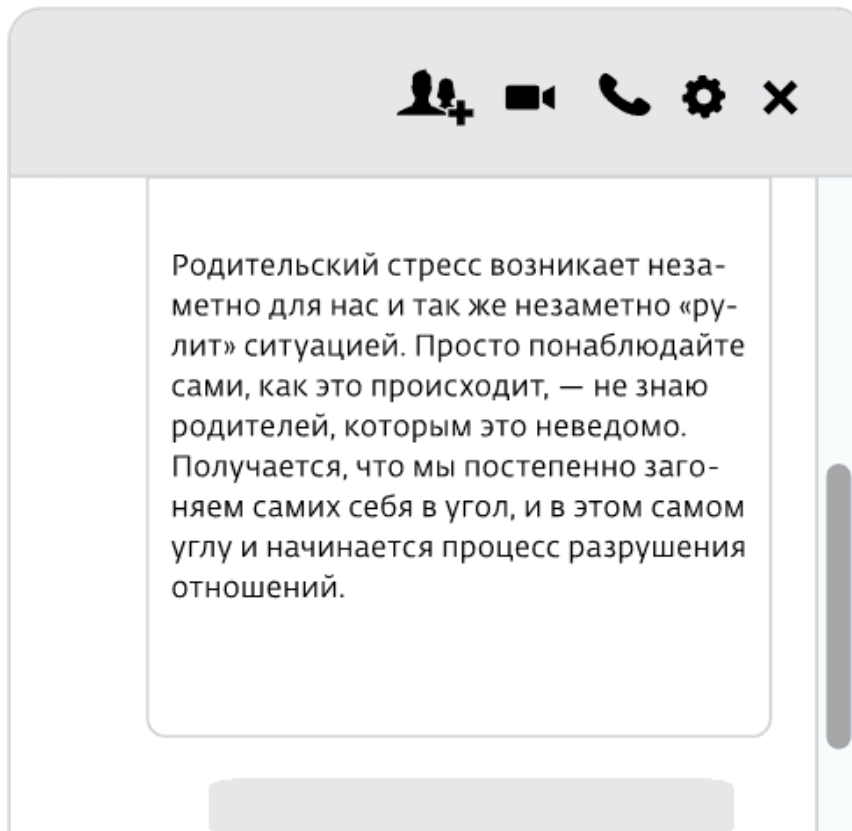 Родительский стресс возникает неза-
метно для нас и так же незаметно «ру-
лит» ситуацией. Просто понаблюдайте
сами, как это происходит, — не знаю
родителей, которым это неведомо.
Получается, что мы постепенно заго-
няем самих себя в угол, и в этом самом
углу и начинается процесс разрушения
отношений.